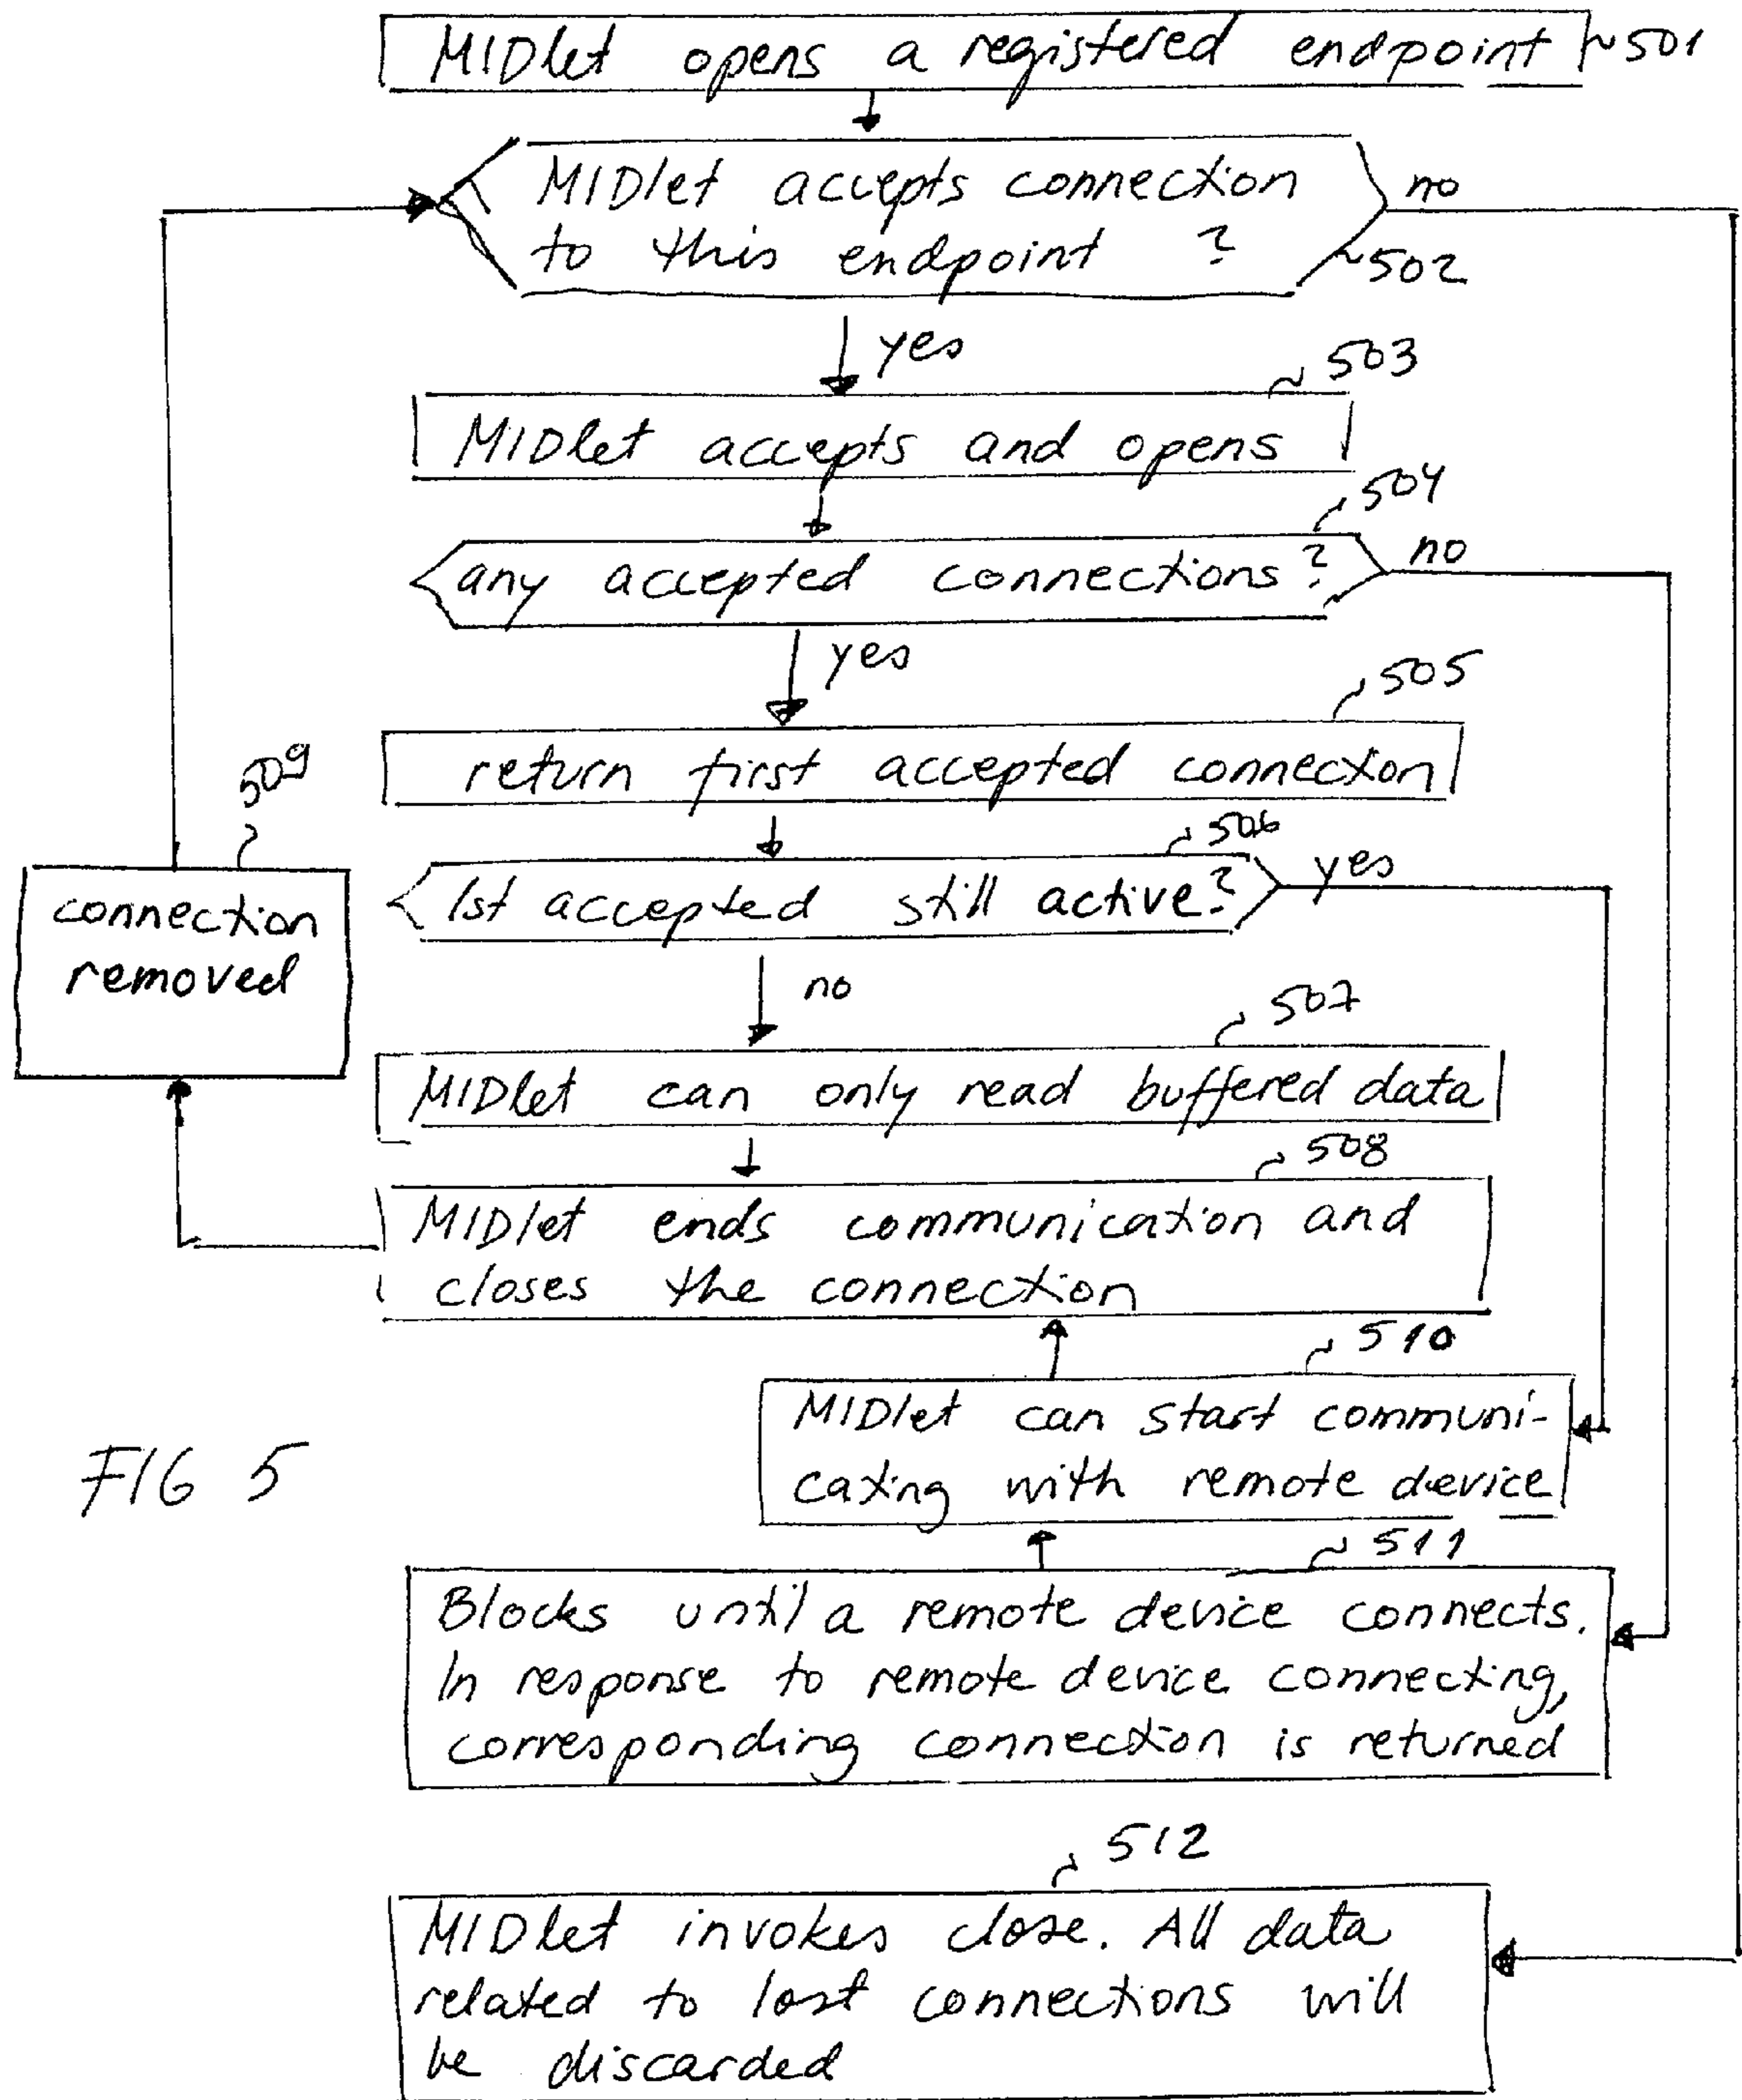 MIDlet opens a registered endpoint 501
MIDlet accepts connection no
to this endpoint ? 502
yes
503
MIDlet accepts and opens
504
any accepted connections? no
yes
505
return first accepted connection
509
506
1st accepted still active? yes
connection
removed
no
507
MIDlet can only read buffered data
508
MIDlet ends communication and
closes the connection
510
MIDlet can start communi-
cating with remote device
FIG 5
511
Blocks until a remote device connects.
In response to remote device connecting,
corresponding connection is returned
512
MIDlet invokes close. All data
related to lost connections will
be discarded